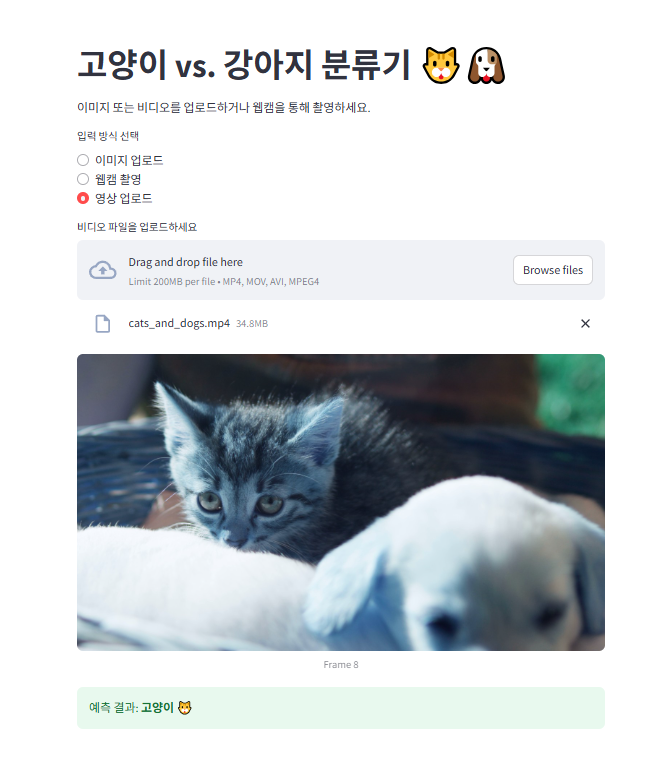 고양이 vs. 강아지 분류기 🐱🐶
이미지 또는 비디오를 업로드하거나 웹캠을 통해 촬영하세요.
입력 방식 선택
이미지 업로드
웹캠 촬영
영상 업로드
비디오 파일을 업로드하세요
Drag and drop file here
Limit 200MB per file • MP4, MOV, AVI, MPEG4
Browse files
cats_and_dogs.mp4 34.8MB
Frame 8
예측 결과: 고양이 🐱